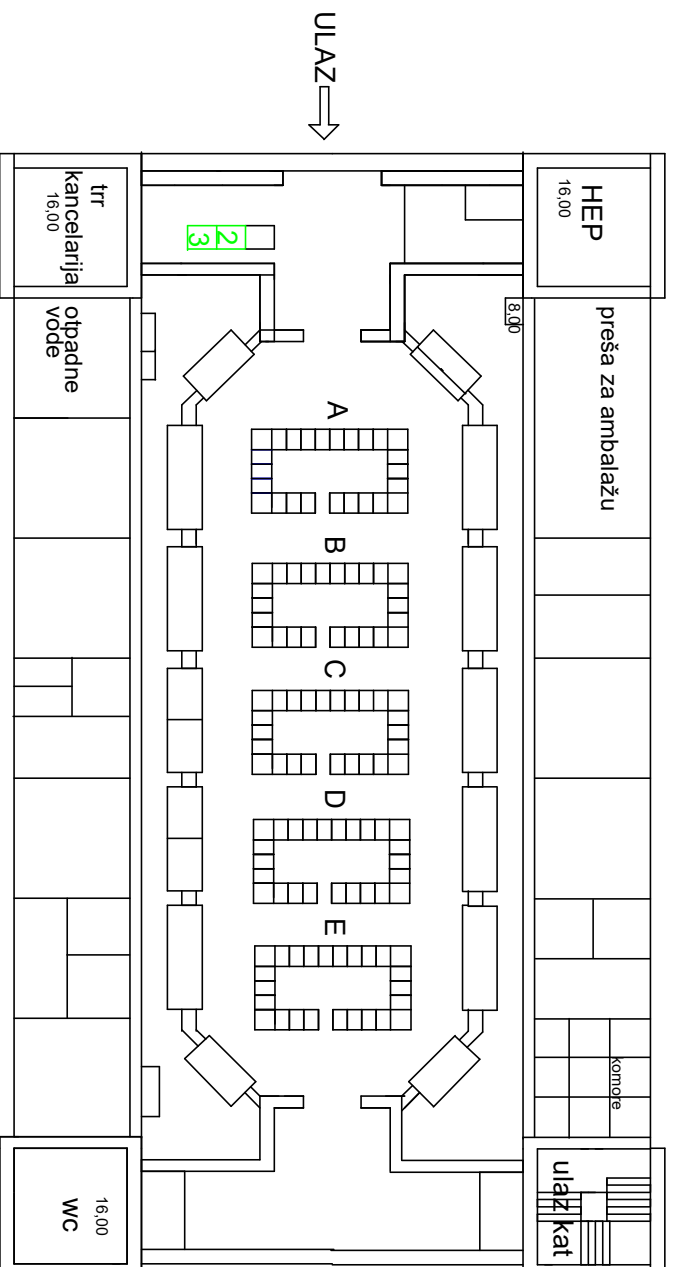 ULAZ
HEP
16,00
trr
kancelarija
16,00
2
3
8,00
preša za ambalažu
otpadne
vode
A
B
C
D
E
komore
ulaz kat
16,00
WC